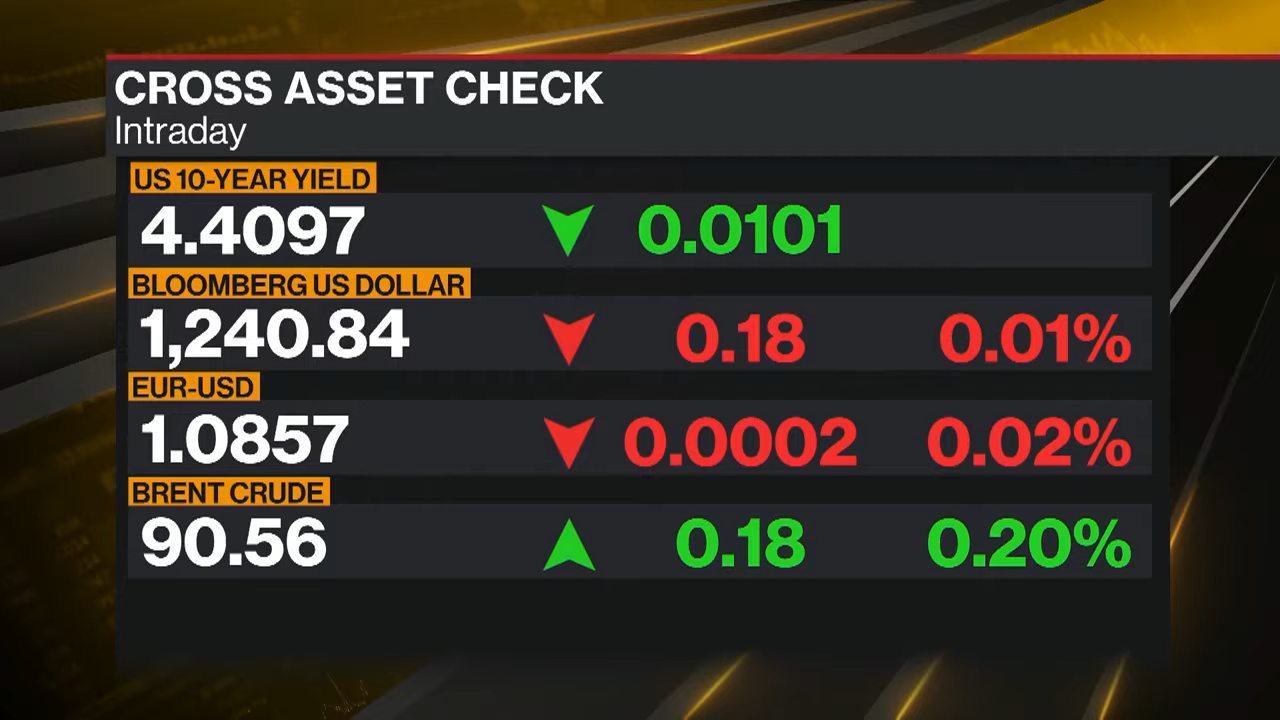 CROSS ASSET CHECK
Intraday
US 10-YEAR YIELD
4.4097 0.0101
BLOOMBERG US DOLLAR
1,240.84 0.18 0.01%
EUR-USD
1.0857 0.0002 0.02%
BRENT CRUDE
90.56 0.18 0.20%